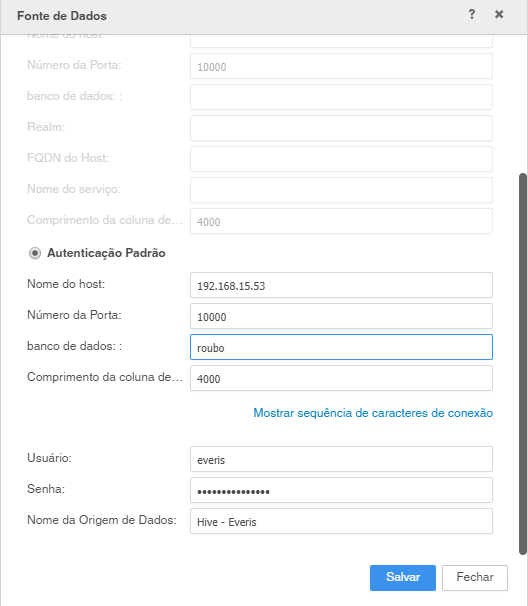 Fonte de Dados ? ✖
Nome do host:
Número da Porta: 10000
banco de dados: :
Realm:
FQDN do Host:
Nome do serviço:
Comprimento da coluna de… 4000
Autenticação Padrão
Nome do host: 192.168.15.53
Número da Porta: 10000
banco de dados: : roubo
Comprimento da coluna de… 4000
Mostrar sequência de caracteres de conexão
Usuário: everis
Senha: •••••••••••••••
Nome da Origem de Dados: Hive - Everis
Salvar Fechar